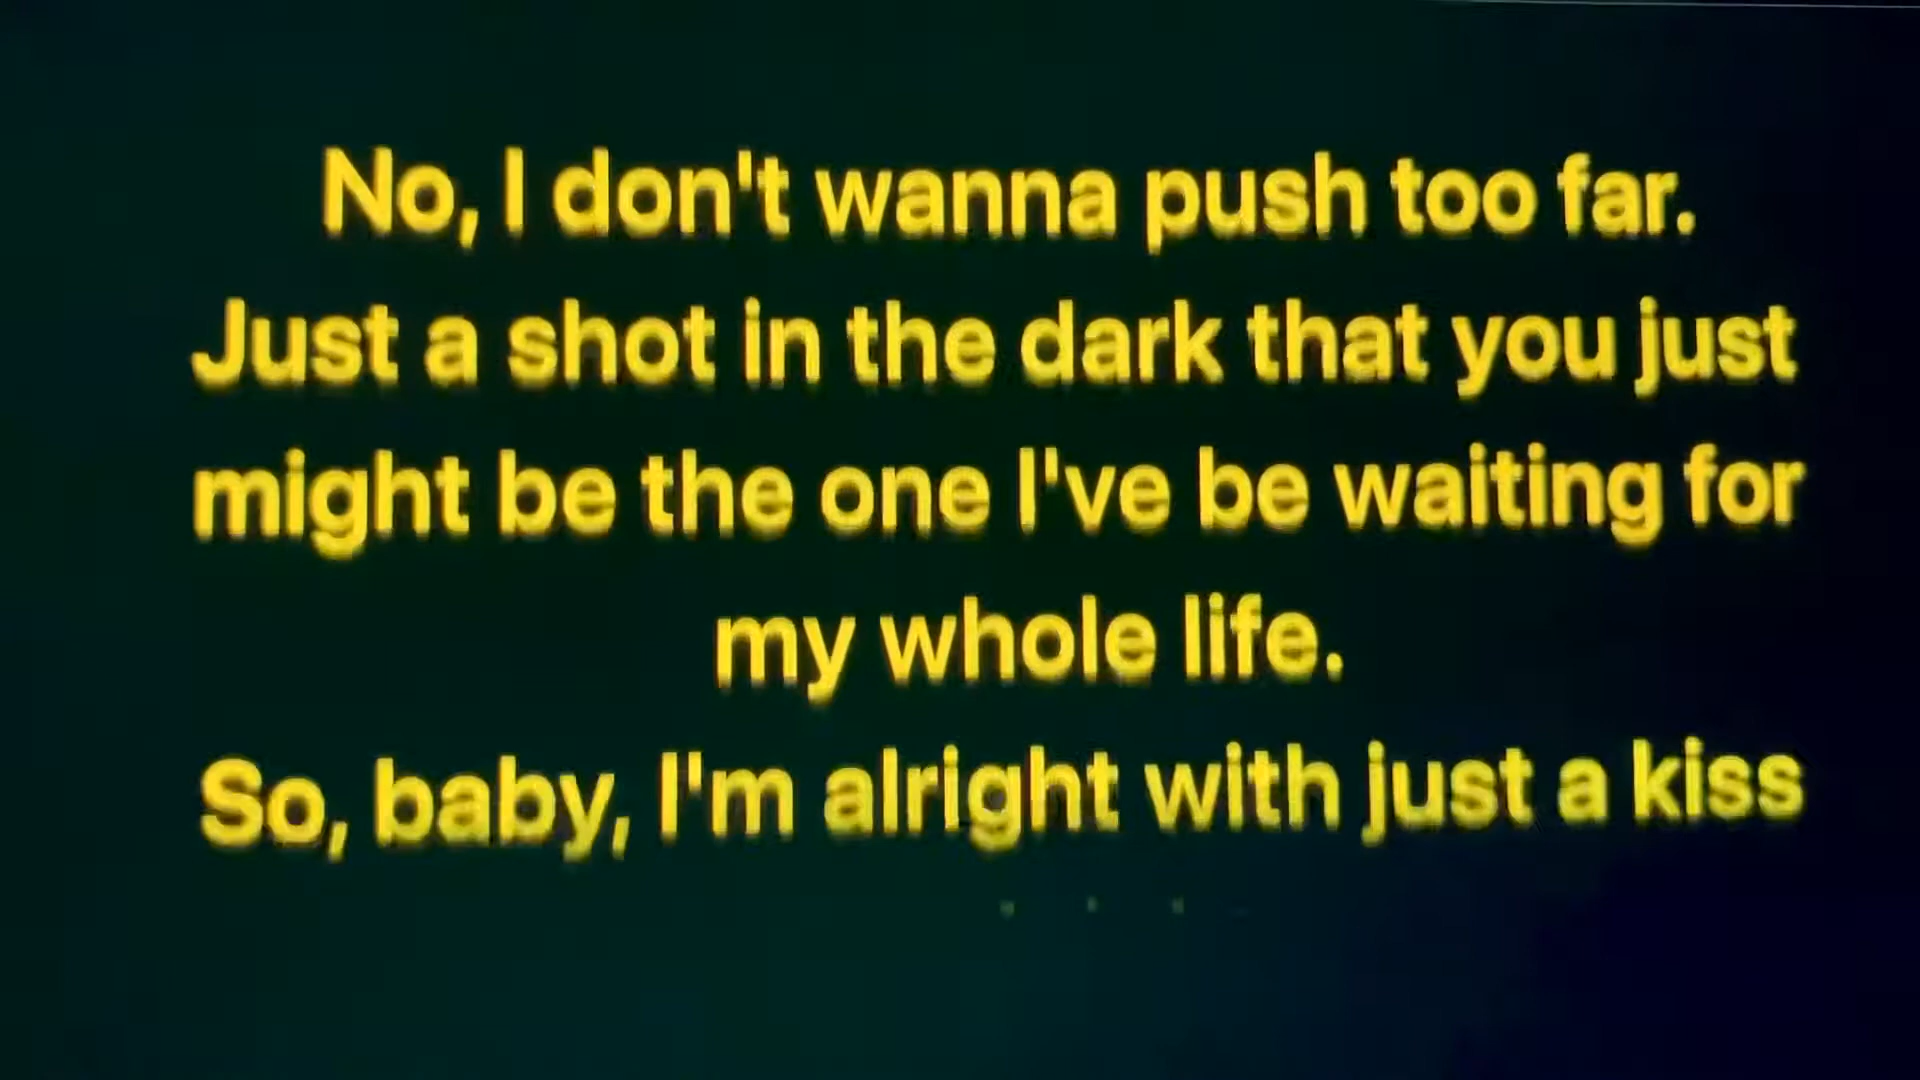 No, I don't wanna push too far.
Just a shot in the dark that you just
might be the one I've be waiting for
my whole life.
So, baby, I'm alright with just a kiss